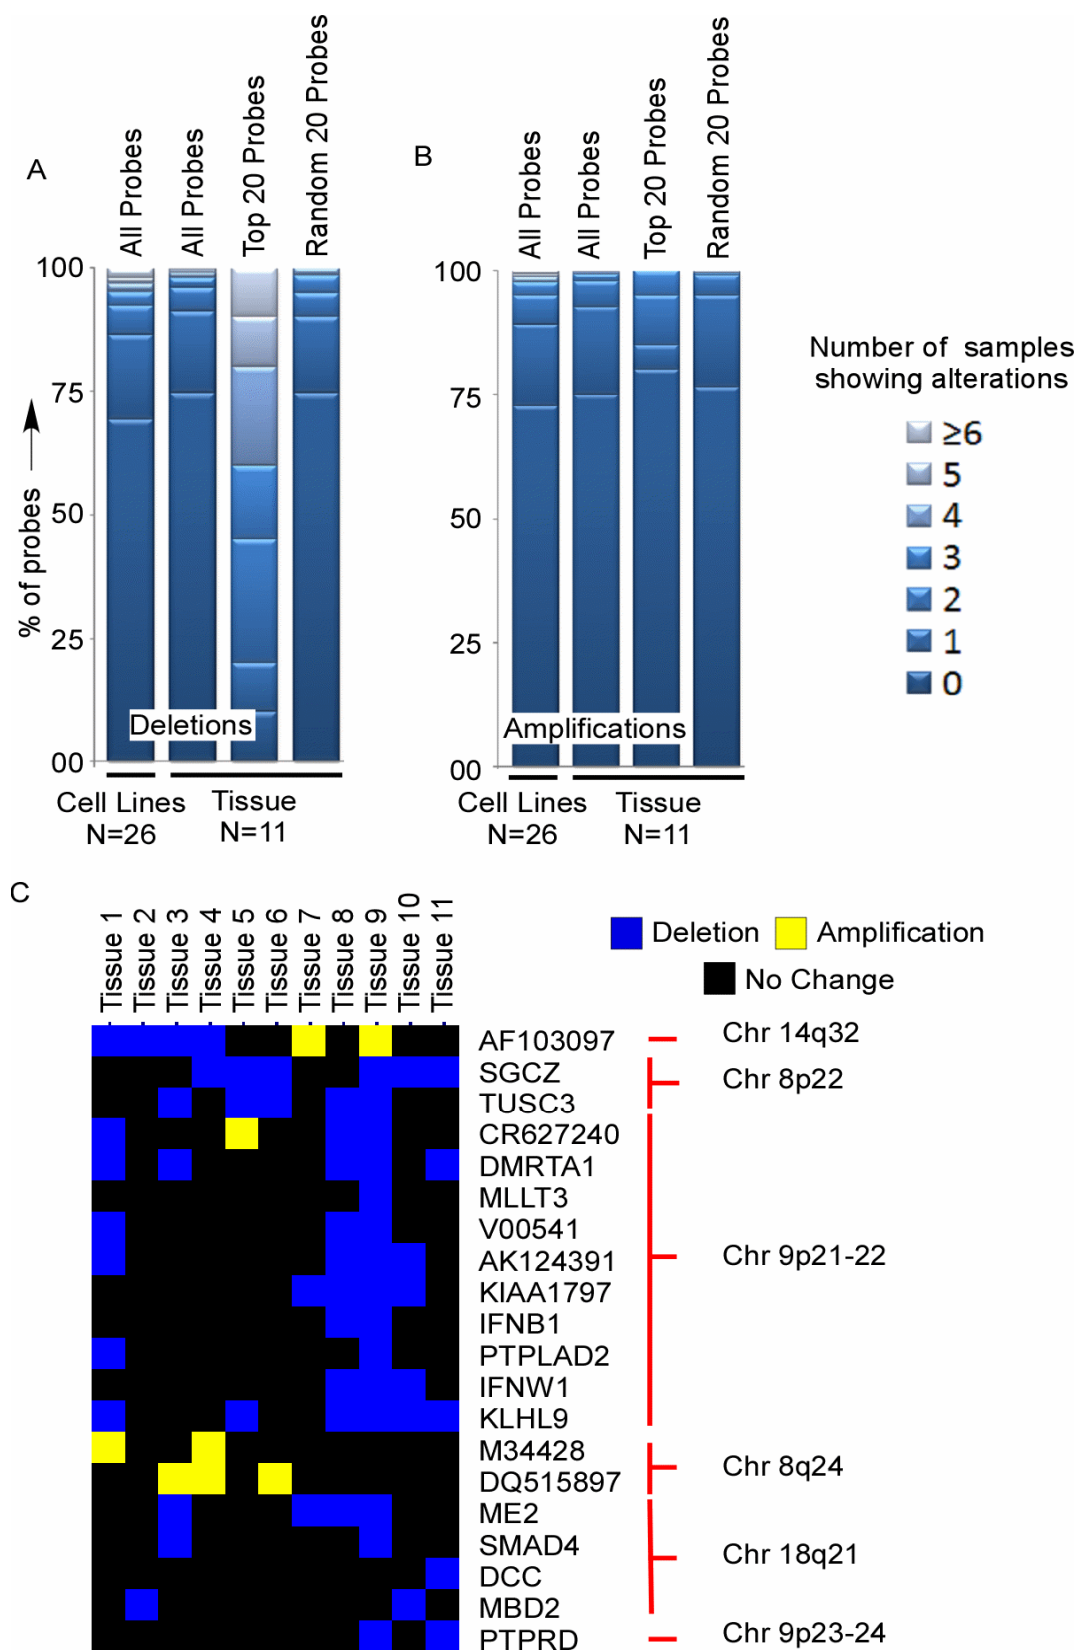 A
All Probes
All Probes
Top 20 Probes
Random 20 Probes
100
75
50
25
00
% of probes
Deletions
Cell Lines
N=26
Tissue
N=11
B
All Probes
All Probes
Top 20 Probes
Random 20 Probes
100
75
50
25
00
Amplifications
Cell Lines
N=26
Tissue
N=11
Number of samples
showing alterations
≥6
5
4
3
2
1
0
C
Tissue 1
Tissue 2
Tissue 3
Tissue 4
Tissue 5
Tissue 6
Tissue 7
Tissue 8
Tissue 9
Tissue 10
Tissue 11
Deletion
Amplification
No Change
AF103097
SGCZ
TUSC3
CR627240
DMRTA1
MLLT3
V00541
AK124391
KIAA1797
IFNB1
PTPLAD2
IFNW1
KLHL9
M34428
DQ515897
ME2
SMAD4
DCC
MBD2
PTPRD
Chr 14q32
Chr 8p22
Chr 9p21-22
Chr 8q24
Chr 18q21
Chr 9p23-24